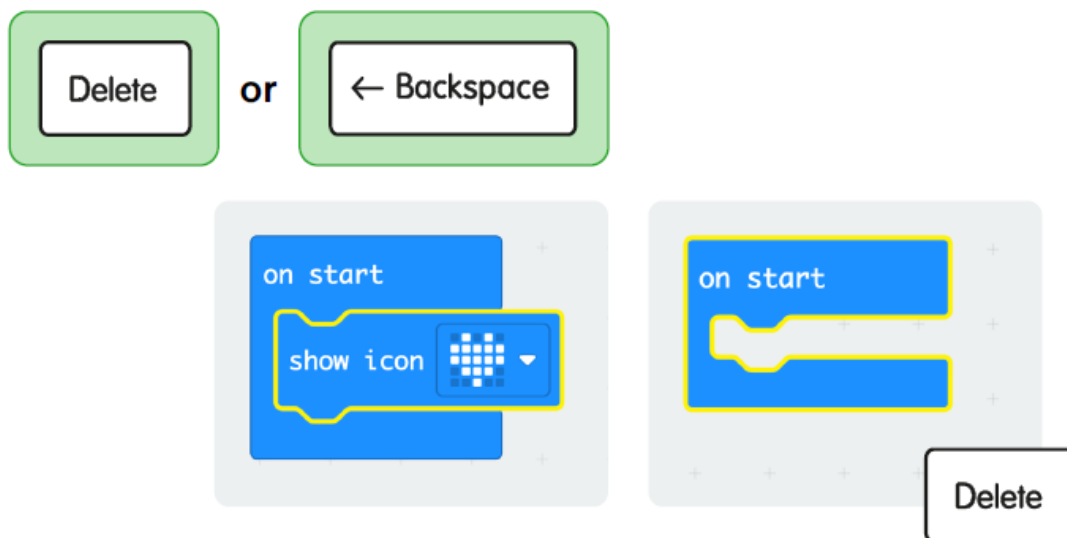 Delete or ← Backspace
on start
show icon
on start
Delete